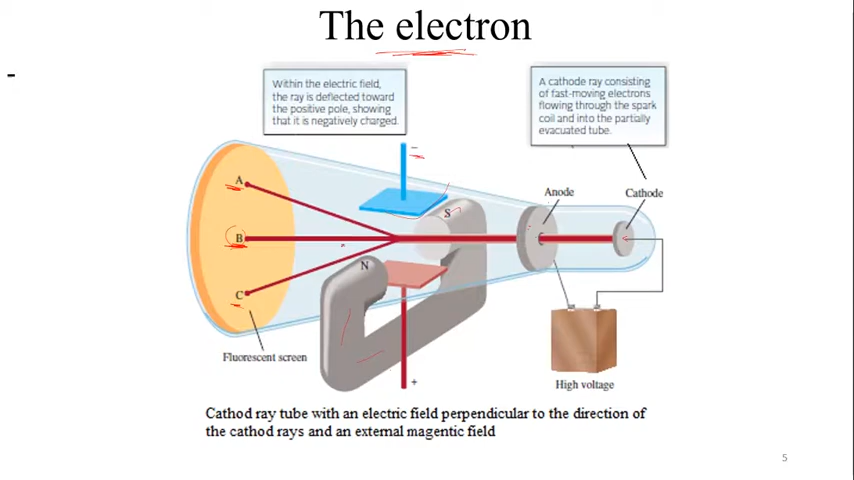 The electron
-
Within the electric field,
the ray is deflected toward
the positive pole, showing
that it is negatively charged.
A cathode ray consisting
of fast-moving electrons
flowing through the spark
coil and into the partially
evacuated tube.
−
Anode
Cathode
A
S
B
N
C
Fluorescent screen
+
High voltage
Cathod ray tube with an electric field perpendicular to the direction of
the cathod rays and an external magentic field
5